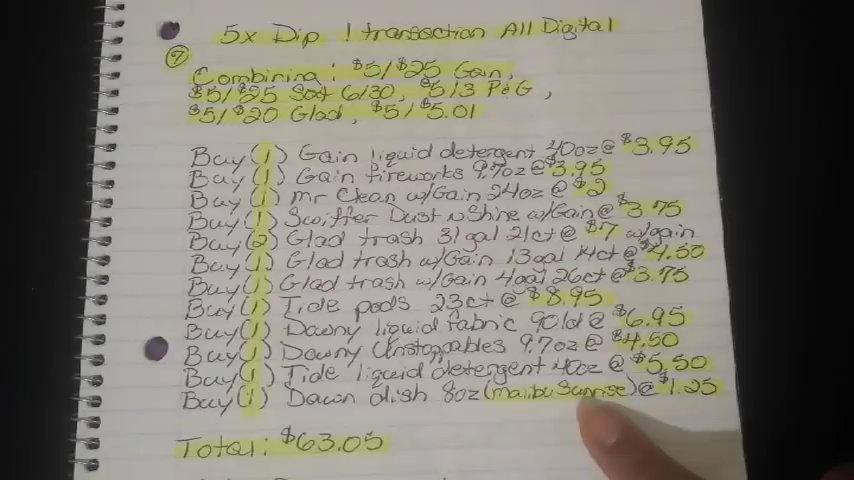 5x Dip 1 transaction All Digital
7
Combining: $5/$25 Gain,
$5/$25 Sat 6/30, $5/3 P&G,
$5/$20 Glad, $5/$5.01
Buy (1) Gain liquid detergent 40oz @ $3.95
Buy (1) Gain fireworks 9.7oz @ $3.95
Buy (1) Mr Clean w/Gain 24oz @ $2
Buy (1) Swiffer Dust n Shine w/Gain @ $3.75
Buy (2) Glad trash 31gal 21ct @ $7 w/gain
Buy (1) Glad trash w/Gain 13gal 14ct @ $4.50
Buy (1) Glad trash w/Gain 4gal 26ct @ $3.75
Buy (1) Tide pods 23ct @ $8.95
Buy (1) Downy liquid fabric 90ld @ $6.95
Buy (1) Downy Unstoppables 9.7oz @ $4.50
Buy (1) Tide liquid detergent 40oz @ $5.50
Buy (1) Dawn dish 8oz (malibu Sunrise) @ $1.25
Total: $63.05